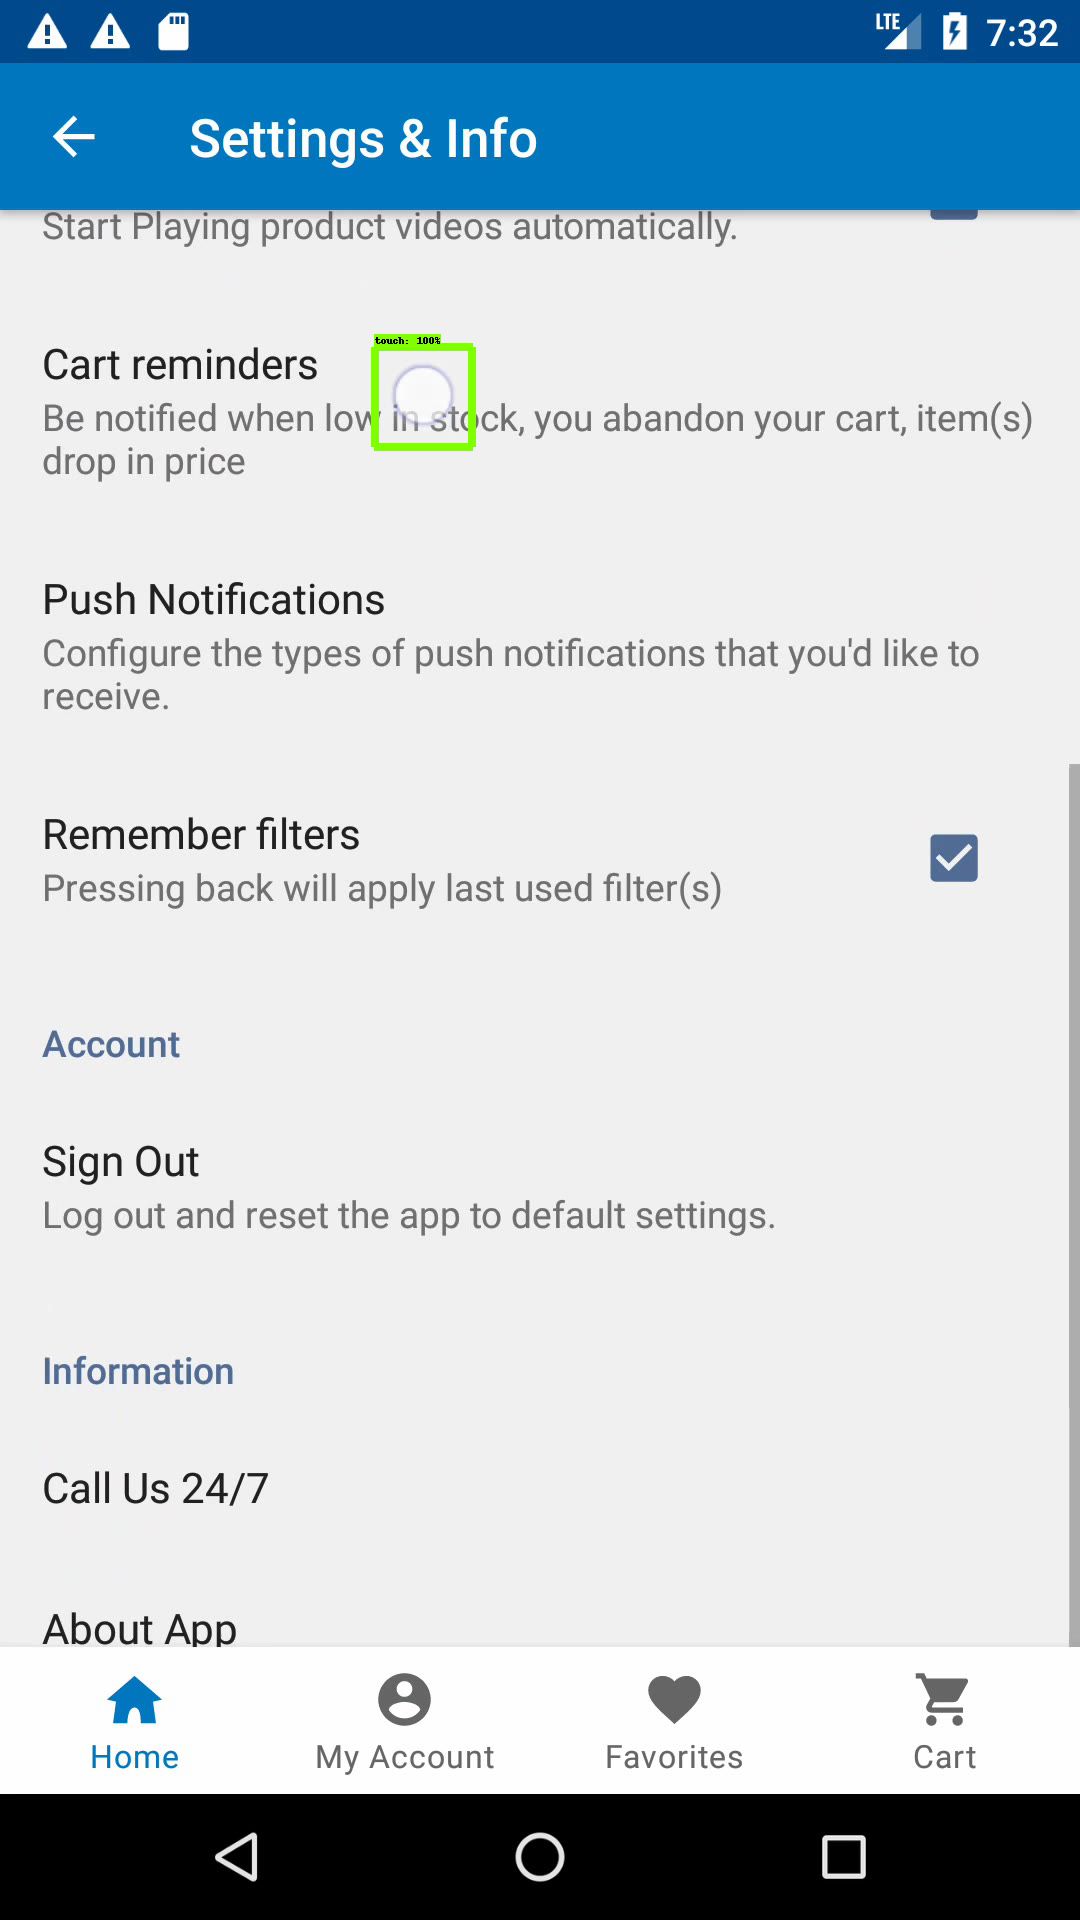 LTE 7:32
Settings & Info
Start Playing product videos automatically.
touch: 100%
Cart reminders
Be notified when low in stock, you abandon your cart, item(s)
drop in price
Push Notifications
Configure the types of push notifications that you'd like to
receive.
Remember filters
Pressing back will apply last used filter(s)
Account
Sign Out
Log out and reset the app to default settings.
Information
Call Us 24/7
About App
Home
My Account
Favorites
Cart